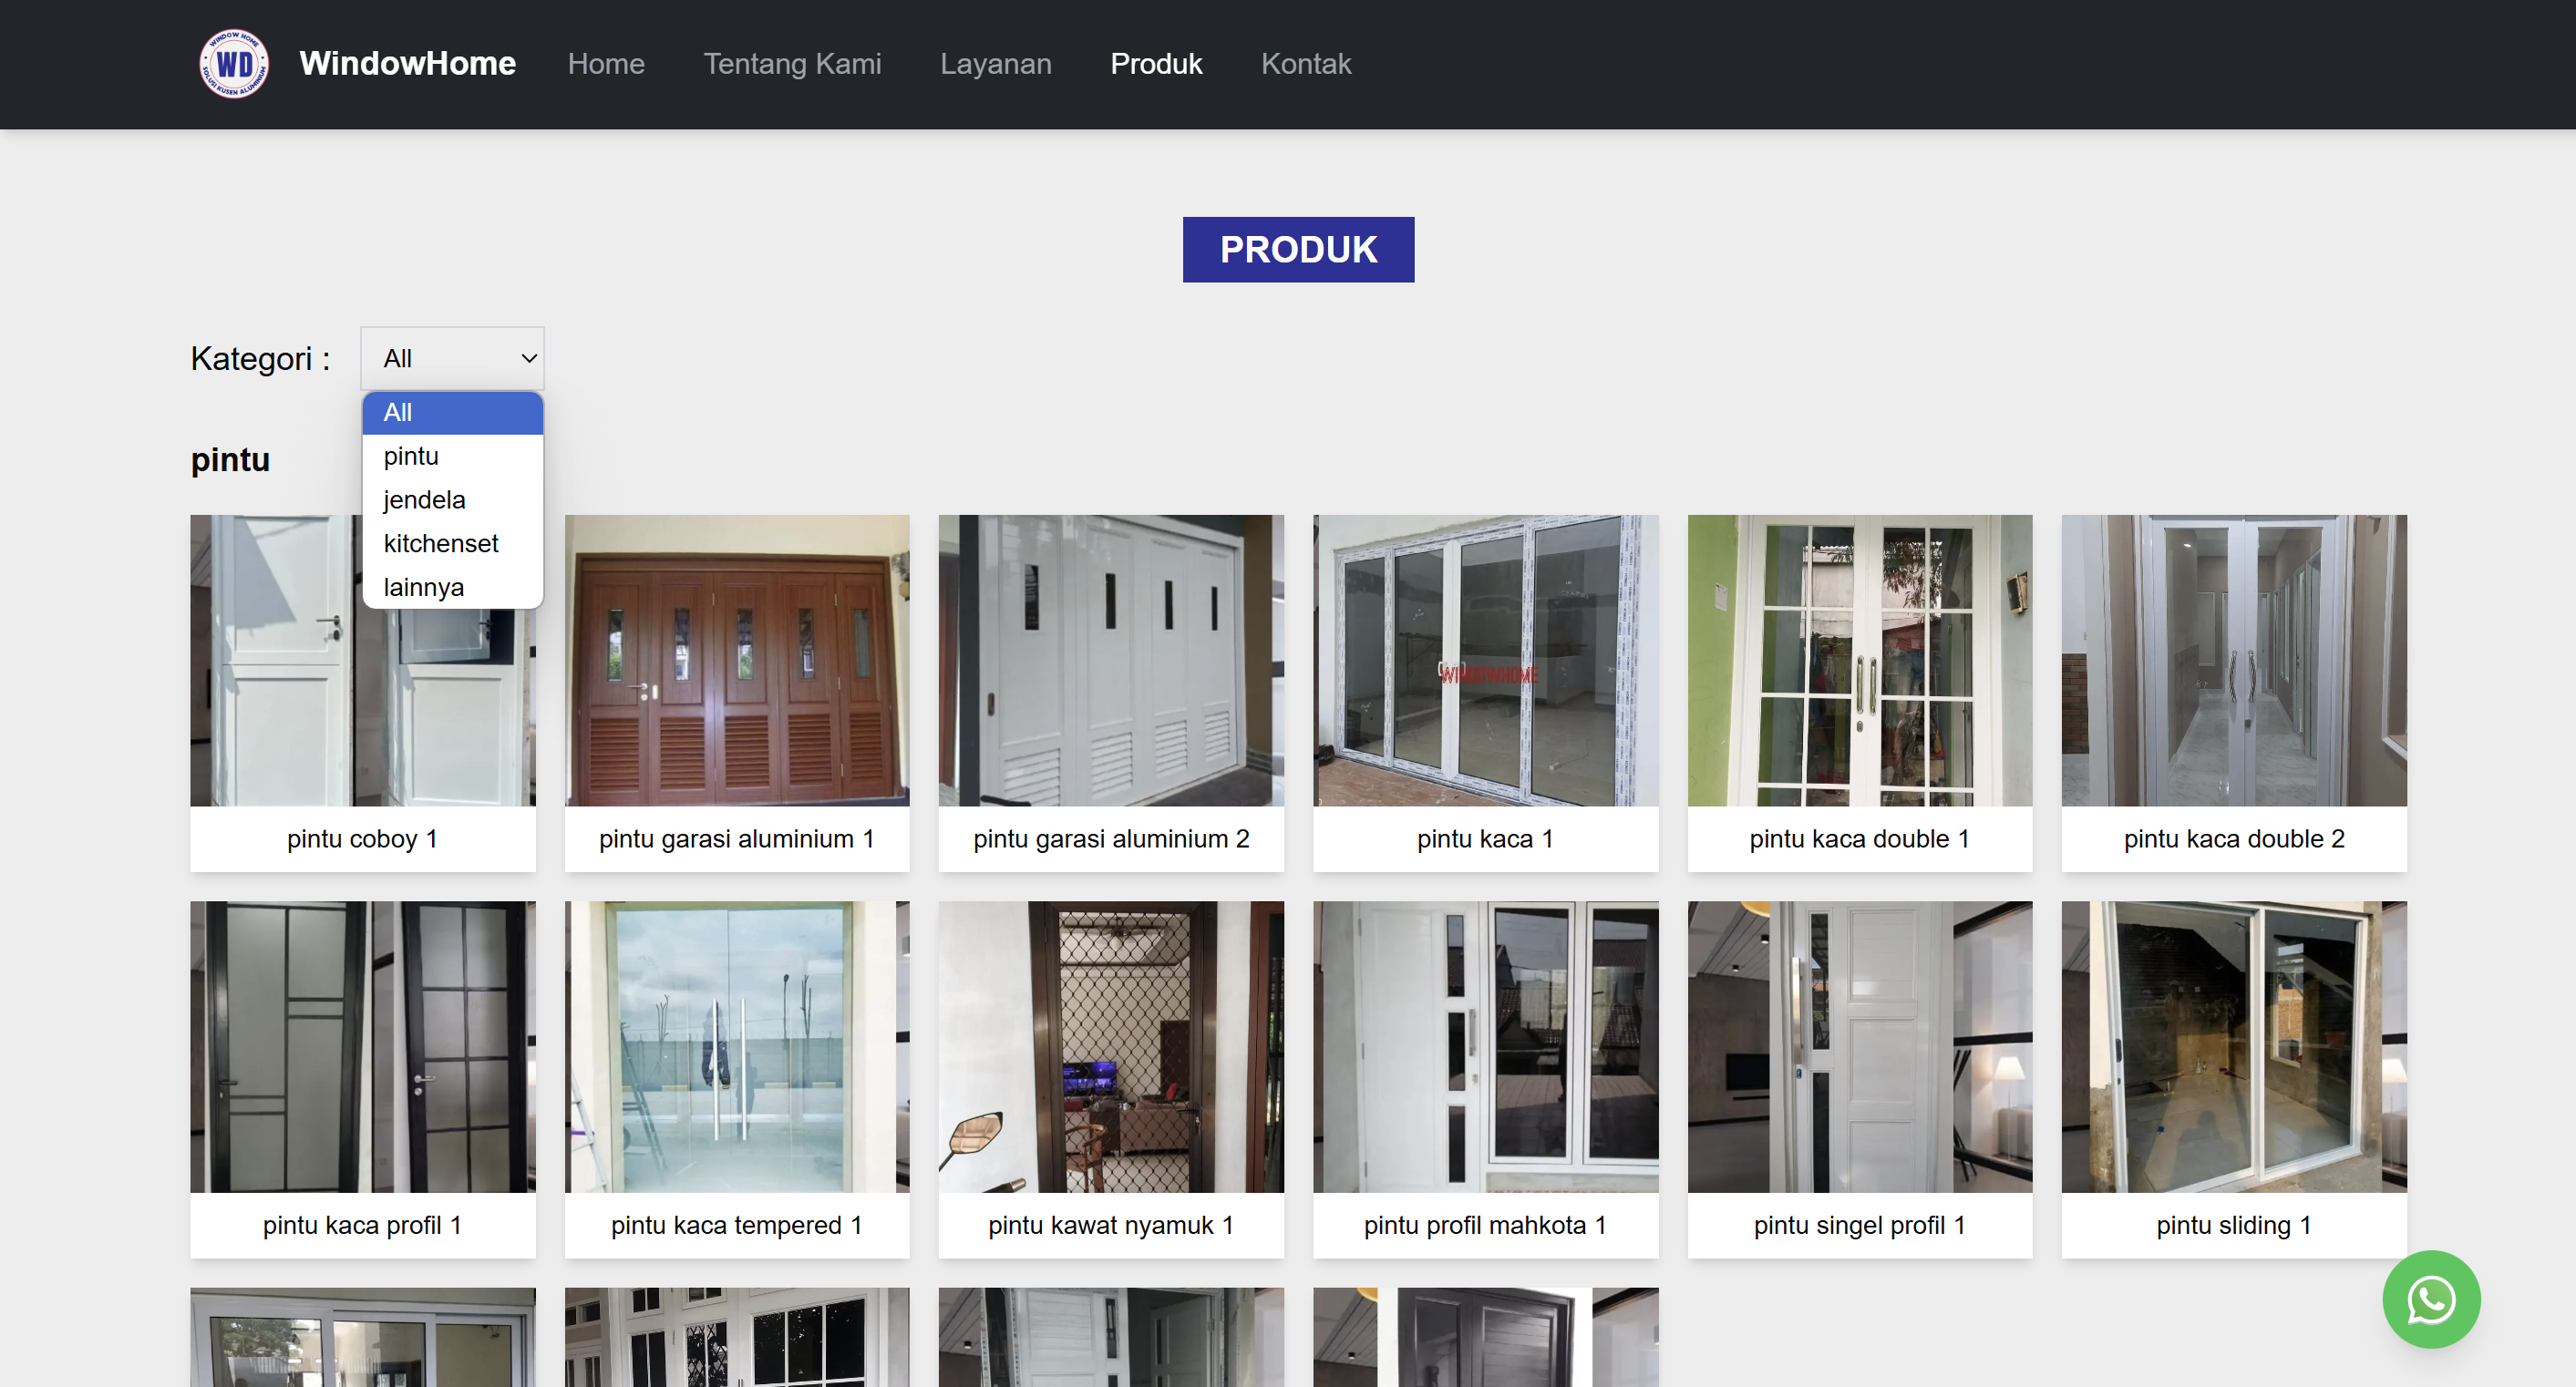 WINDOW HOME
WD
SOLUSI KUSEN ALUMINIUM
WindowHome
Home
Tentang Kami
Layanan
Produk
Kontak
PRODUK
Kategori :
All
All
pintu
jendela
kitchenset
lainnya
pintu
WINDOWHOME
pintu coboy 1
pintu garasi aluminium 1
pintu garasi aluminium 2
pintu kaca 1
pintu kaca double 1
pintu kaca double 2
pintu kaca profil 1
pintu kaca tempered 1
pintu kawat nyamuk 1
pintu profil mahkota 1
pintu singel profil 1
pintu sliding 1